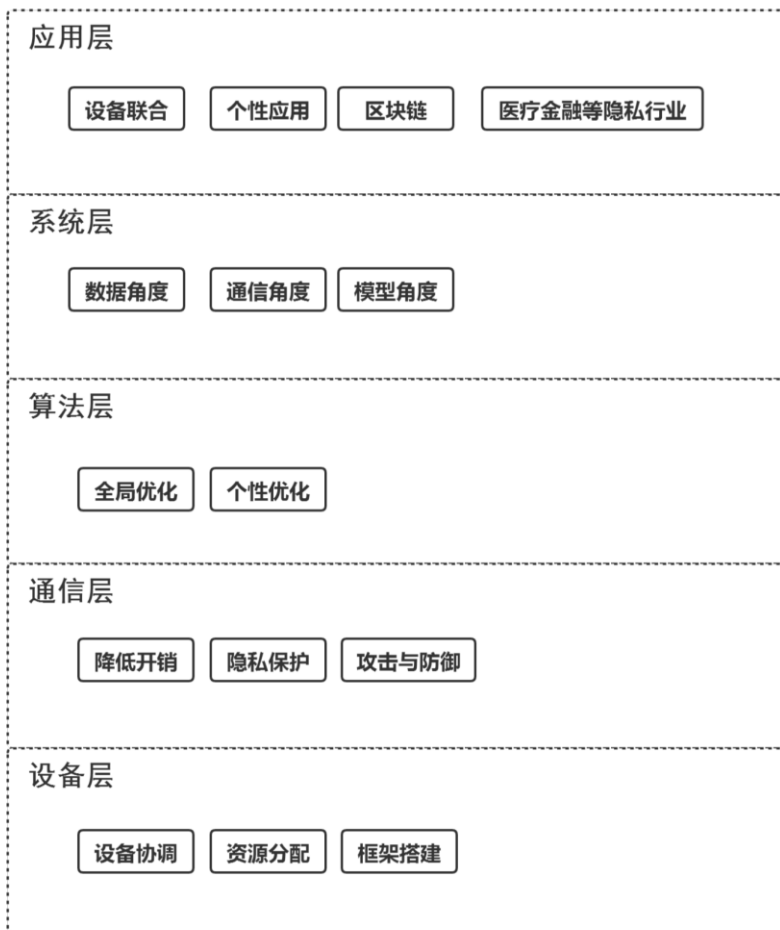 应用层
设备联合 个性应用 区块链 医疗金融等隐私行业
系统层
数据角度 通信角度 模型角度
算法层
全局优化 个性优化
通信层
降低开销 隐私保护 攻击与防御
设备层
设备协调 资源分配 框架搭建